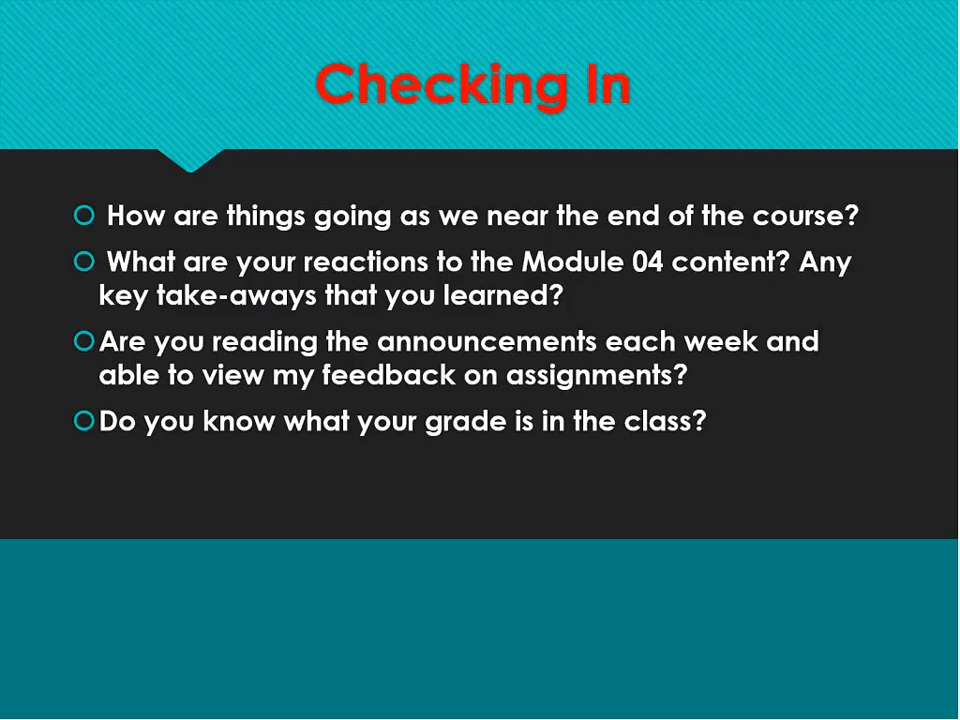 Checking In
How are things going as we near the end of the course?
What are your reactions to the Module 04 content? Any
key take-aways that you learned?
Are you reading the announcements each week and
able to view my feedback on assignments?
Do you know what your grade is in the class?